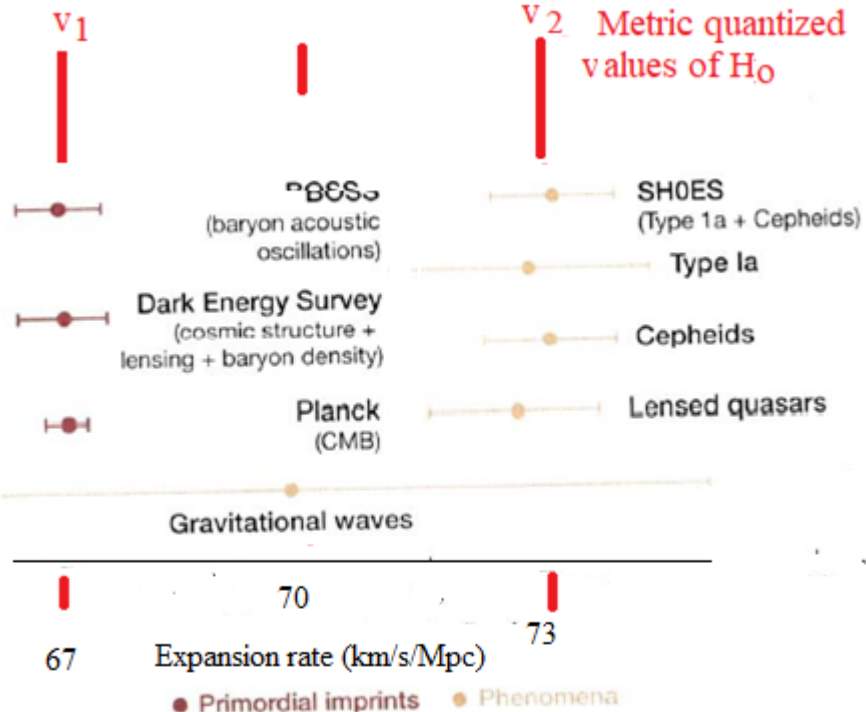 v1
v2 Metric quantized
values of HO
(baryon acoustic
oscillations)
SH0ES
(Type 1a + Cepheids)
Type Ia
Dark Energy Survey
(cosmic structure +
lensing + baryon density)
Cepheids
Planck
(CMB)
Lensed quasars
Gravitational waves
70
73
67
Expansion rate (km/s/Mpc)
Primordial imprints
Phenomena